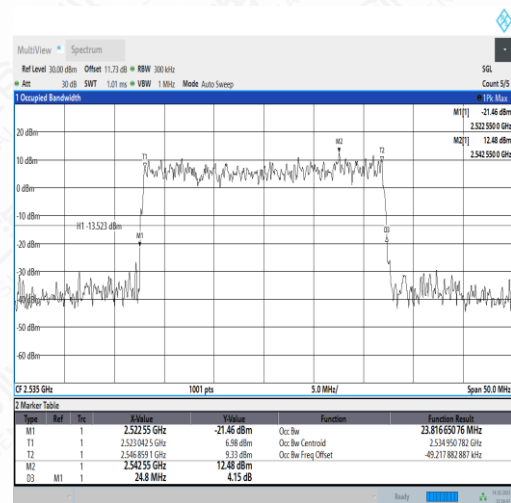 MultiView Spectrum
Ref Level 30.00 dBm Offset 11.73 dB RBW 300 kHz SGL
Att 30 dB SWT 1.01 ms VBW 1 MHz Mode Auto Sweep Count 5/5
1 Occupied Bandwidth 1Pk Max
M1[1] -21.46 dBm
2.522 550 0 GHz
M2[1] 12.48 dBm
2.542 550 0 GHz
20 dBm
M2
T1 T2
10 dBm
0 dBm
-10 dBm
H1 -13.523 dBm
M1 D3
-20 dBm
-30 dBm
-40 dBm
-50 dBm
-60 dBm
CF 2.535 GHz 1001 pts 5.0 MHz/ Span 50.0 MHz
2 Marker Table
Type Ref Trc X-Value Y-Value Function Function Result
M1 1 2.522 55 GHz -21.46 dBm Occ Bw 23.816 650 76 MHz
T1 1 2.523 042 5 GHz 6.98 dBm Occ Bw Centroid 2.534 950 782 GHz
T2 1 2.546 859 1 GHz 9.33 dBm Occ Bw Freq Offset -49.217 882 887 kHz
M2 1 2.542 55 GHz 12.48 dBm
D3 M1 1 24.8 MHz 4.15 dB
Ready